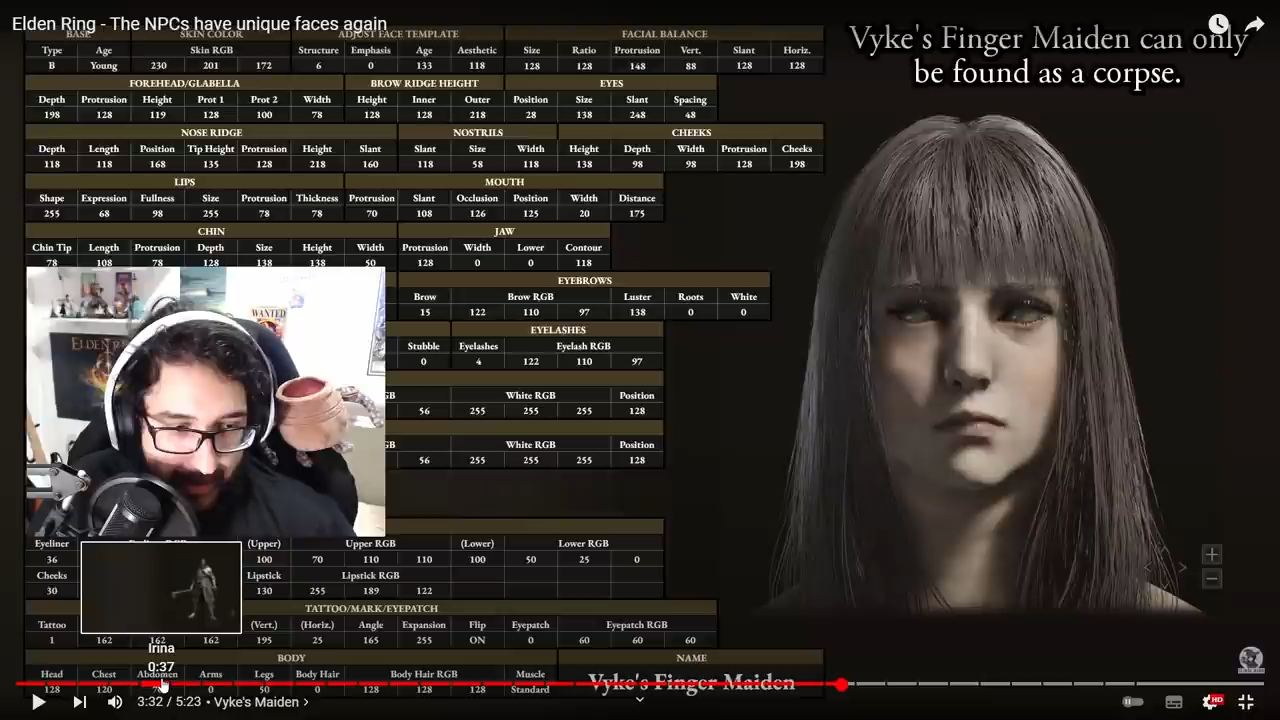 Elden Ring - The NPCs have unique faces again
Vyke's Finger Maiden can only
be found as a corpse.
BASE SKIN COLOR ADJUST FACE TEMPLATE FACIAL BALANCE
Type Age Skin RGB Structure Emphasis Age Aesthetic Size Ratio Protrusion Vert. Slant Horiz.
B Young 230 201 172 6 0 133 118 128 128 148 88 128 128
FOREHEAD/GLABELLA BROW RIDGE HEIGHT EYES
Depth Protrusion Height Prot 1 Prot 2 Width Height Inner Outer Position Size Slant Spacing
198 128 119 128 100 78 128 128 218 28 138 248 48
NOSE RIDGE NOSTRILS CHEEKS
Depth Length Position Tip Height Protrusion Height Slant Slant Size Width Height Depth Width Protrusion Cheeks
118 118 168 135 128 218 160 118 58 118 138 98 98 128 198
LIPS MOUTH
Shape Expression Fullness Size Protrusion Thickness Protrusion Slant Occlusion Position Width Distance
255 68 98 255 78 78 70 108 126 125 20 175
CHIN JAW
Chin Tip Length Protrusion Depth Size Height Width Protrusion Width Lower Contour
78 108 78 128 138 138 50 128 0 0 118
EYEBROWS
Brow Brow RGB Luster Roots White
15 122 110 97 138 0 0
EYELASHES
Stubble Eyelashes Eyelash RGB
0 4 122 110 97
White RGB Position
56 255 255 255 128
White RGB Position
56 255 255 255 128
WANTED
ELDEN
Eyeliner (Upper) Upper RGB (Lower) Lower RGB
36 100 70 110 110 100 50 25 0
Cheeks Lipstick Lipstick RGB
30 130 255 189 122
TATTOO/MARK/EYEPATCH
Tattoo (Vert.) (Horiz.) Angle Expansion Flip Eyepatch Eyepatch RGB
1 162 162 162 195 25 165 255 ON 0 60 60 60
Irina
0:37
BODY NAME
Head Chest Abdomen Arms Legs Body Hair Body Hair RGB Muscle
128 120 0 50 0 128 128 128 Standard
Vyke's Finger Maiden
3:32 / 5:23 • Vyke's Maiden
HD